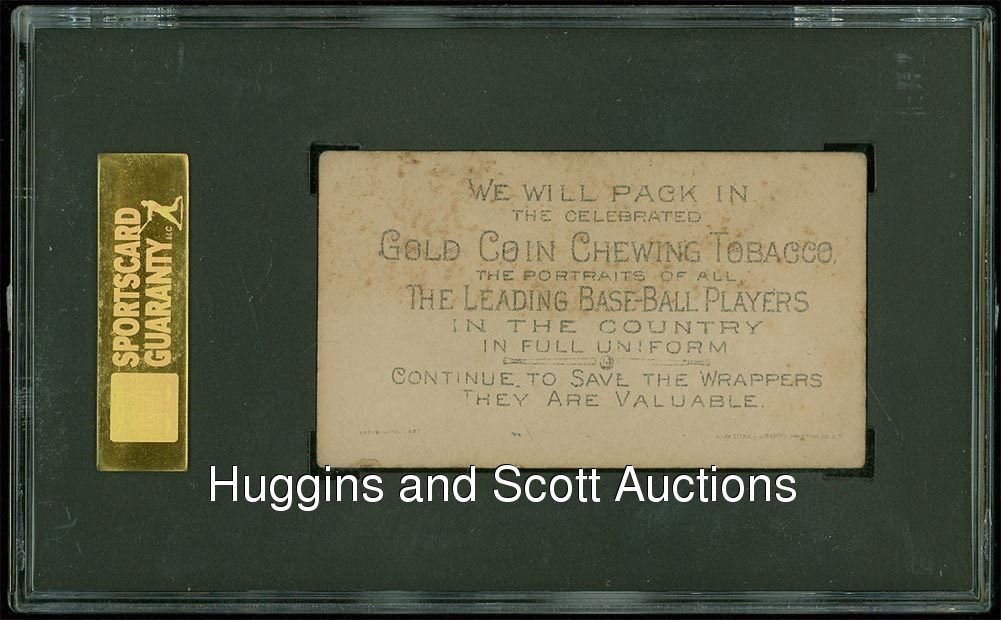 SPORTSCARD
GUARANTY LLC
WE WILL PACK IN
THE CELEBRATED
GOLD COIN CHEWING TOBACCO,
THE PORTRAITS OF ALL
THE LEADING BASE-BALL PLAYERS
IN THE COUNTRY
IN FULL UNIFORM
CONTINUE TO SAVE THE WRAPPERS
THEY ARE VALUABLE.
Huggins and Scott Auctions